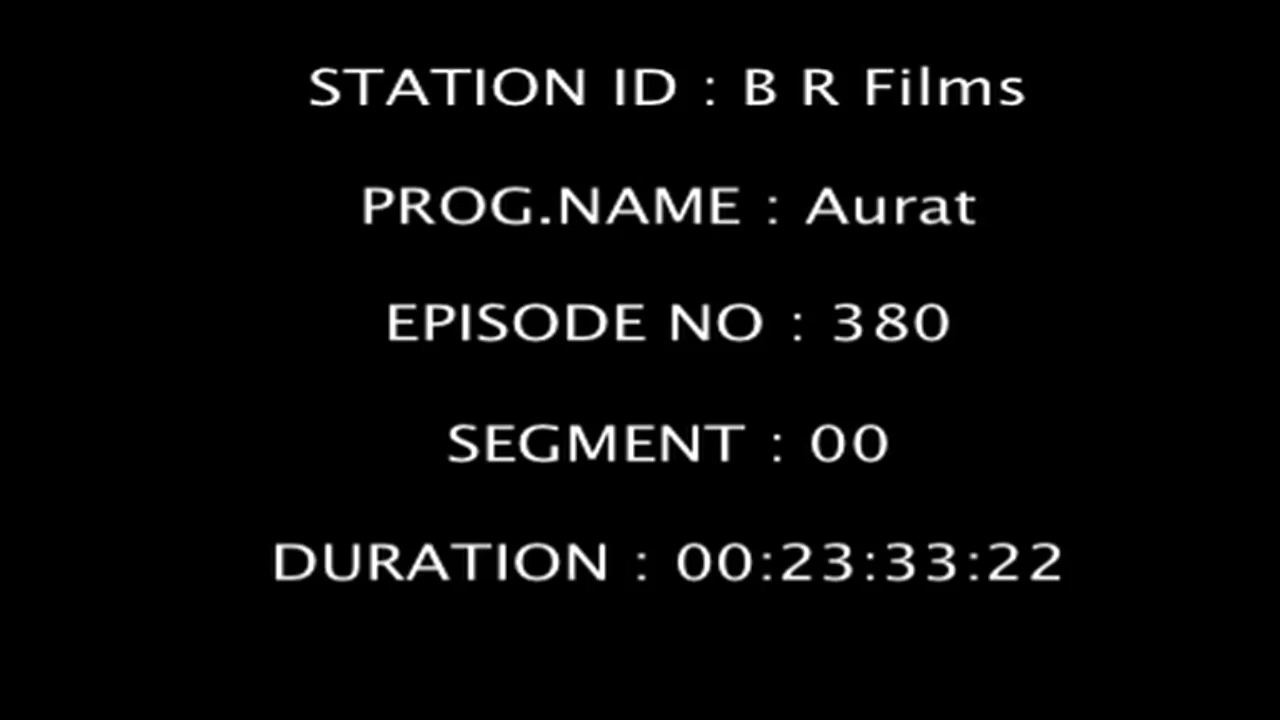 STATION ID : B R Films
PROG.NAME : Aurat
EPISODE NO : 380
SEGMENT : 00
DURATION : 00:23:33:22